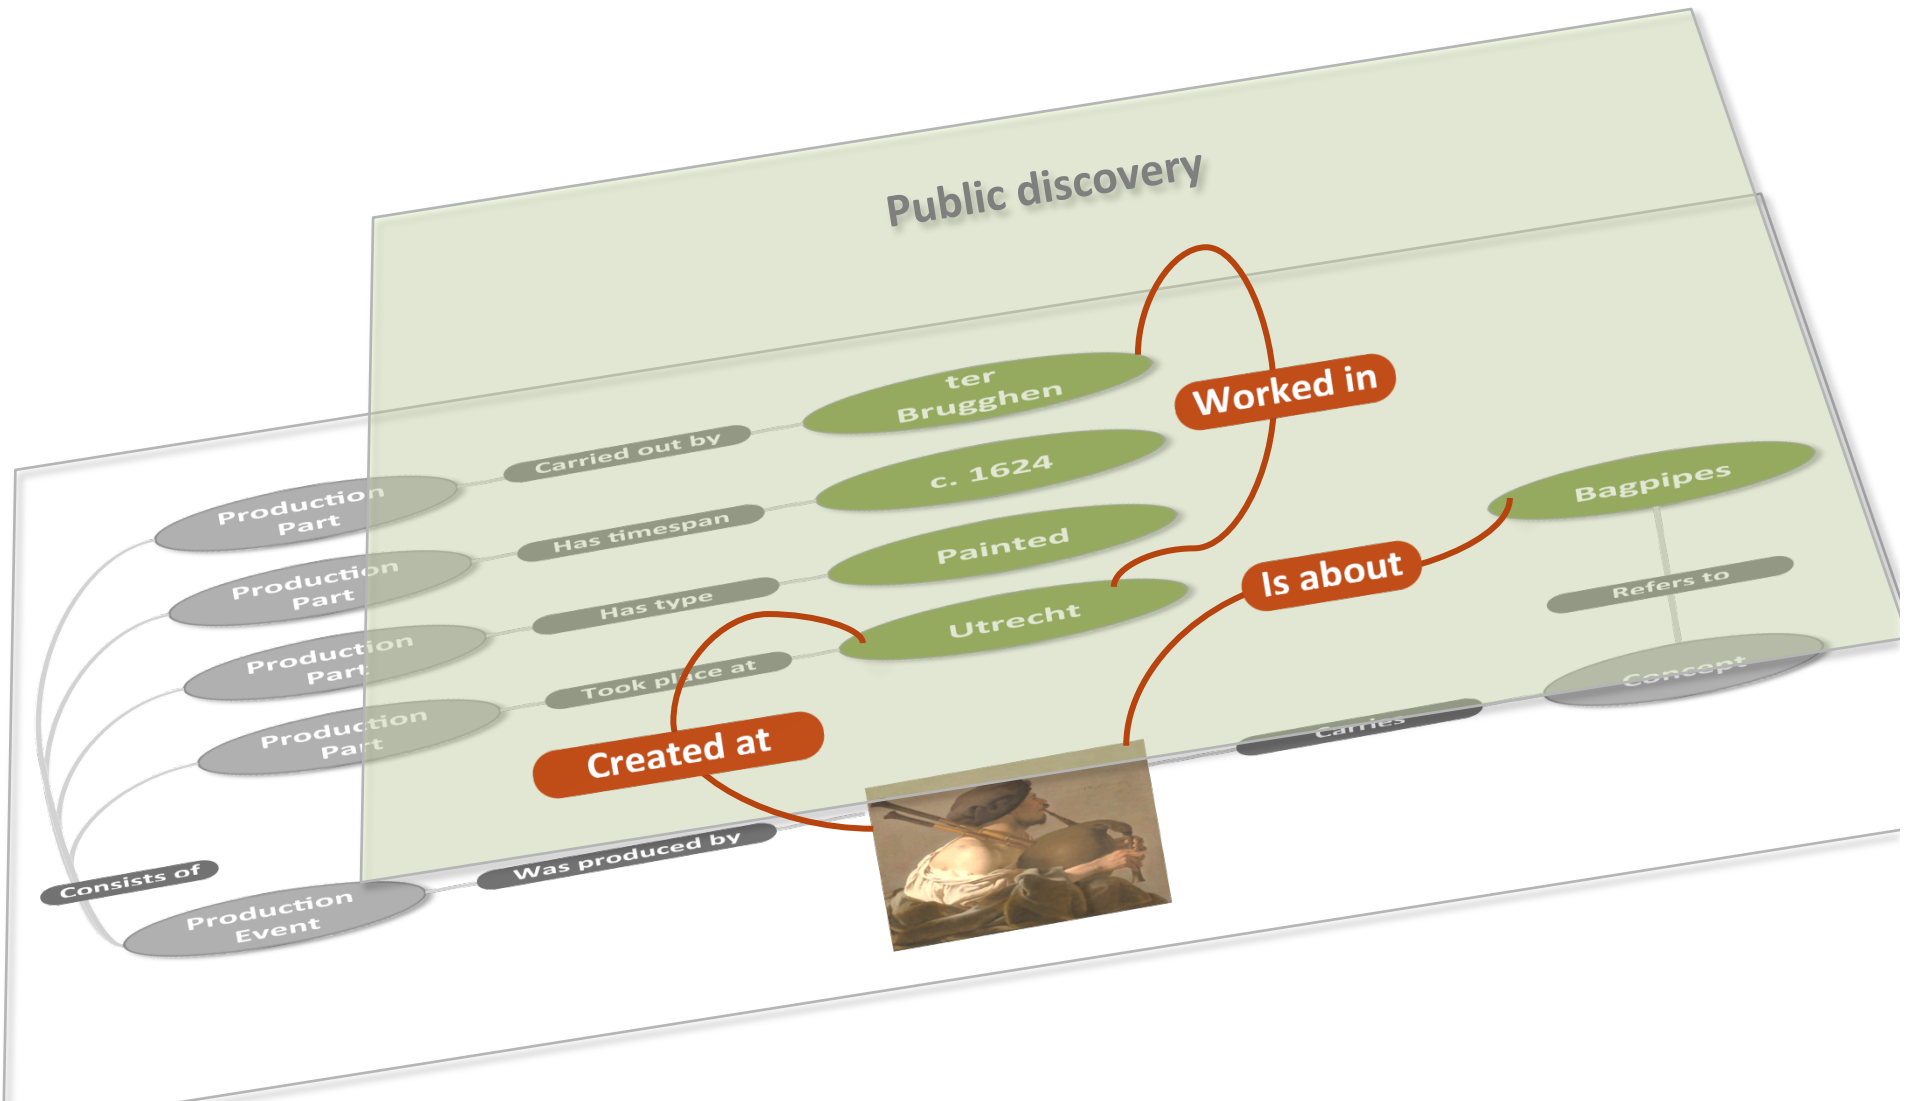 Public discovery
ter
Brugghen
Worked in
Carried out by
Production
Part
c. 1624
Has timespan
Bagpipes
Production
Part
Painted
Is about
Has type
Refers to
Production
Part
Utrecht
Took place at
Concept
Production
Part
Created at
Carries
Was produced by
Consists of
Production
Event